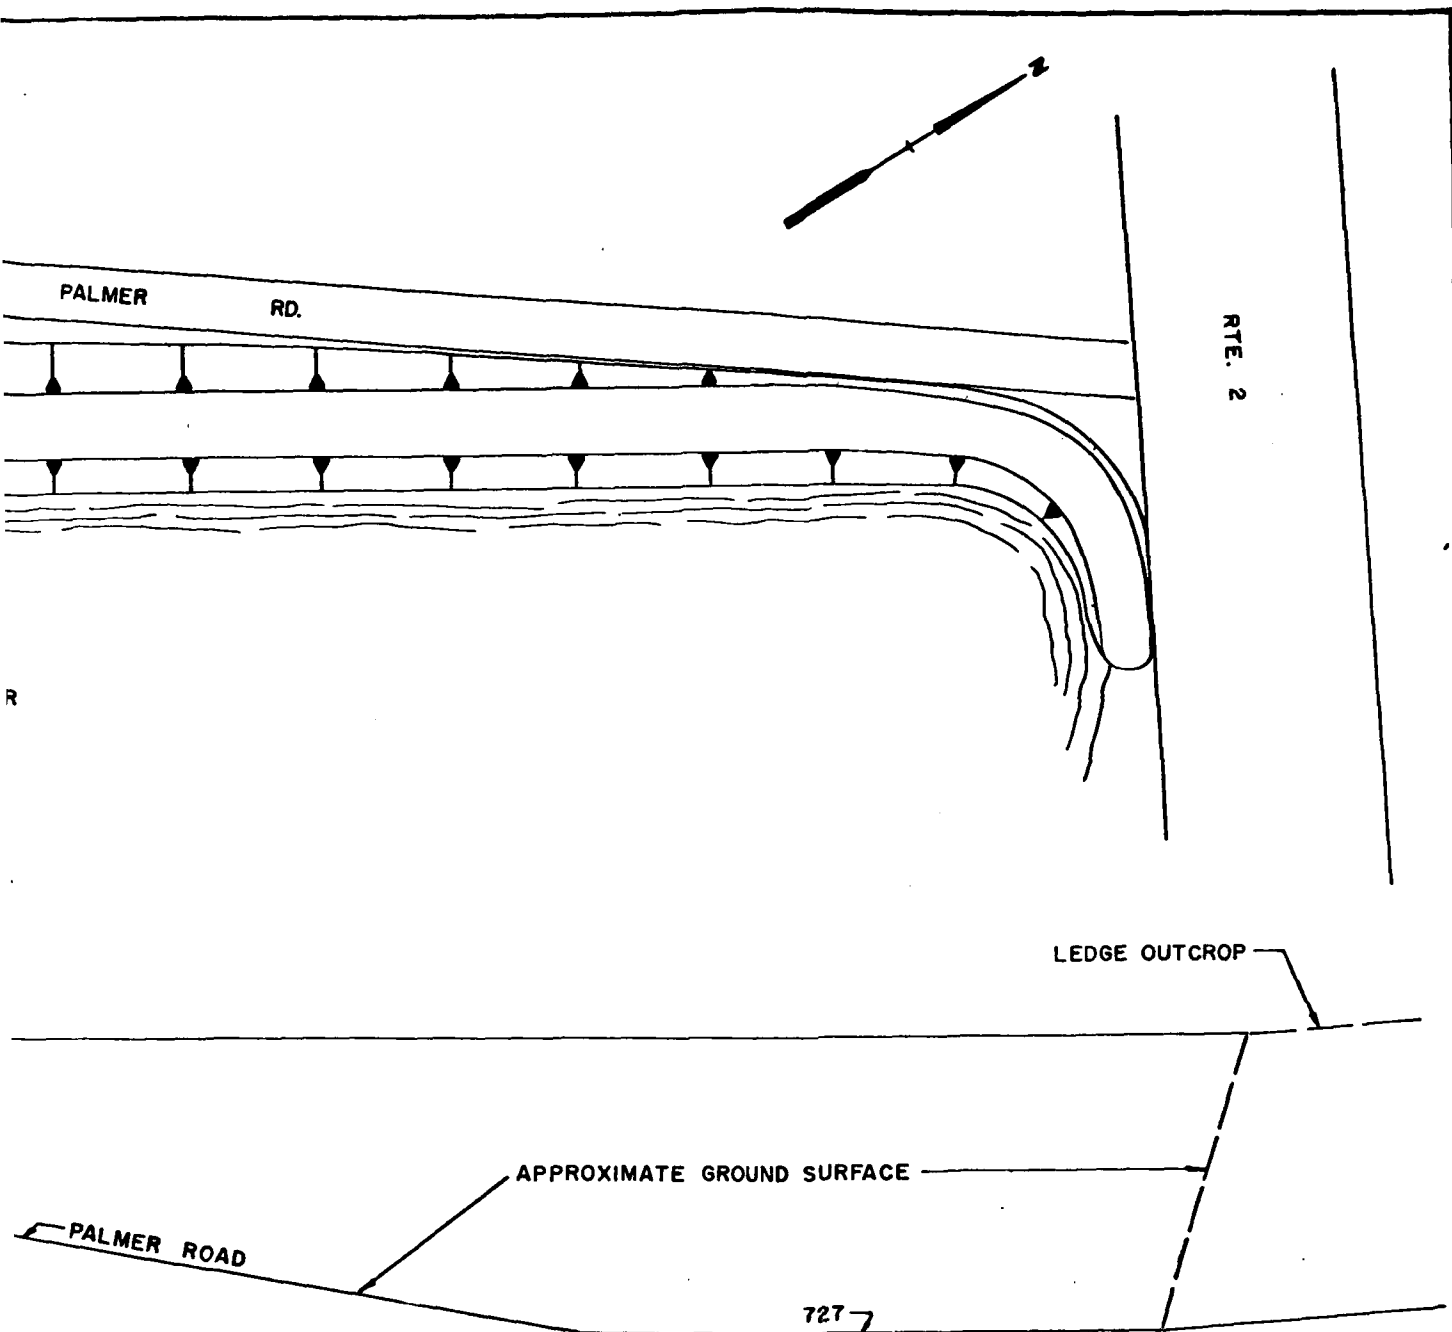 N
PALMER RD.
RTE. 2
R
LEDGE OUTCROP
APPROXIMATE GROUND SURFACE
PALMER ROAD
727